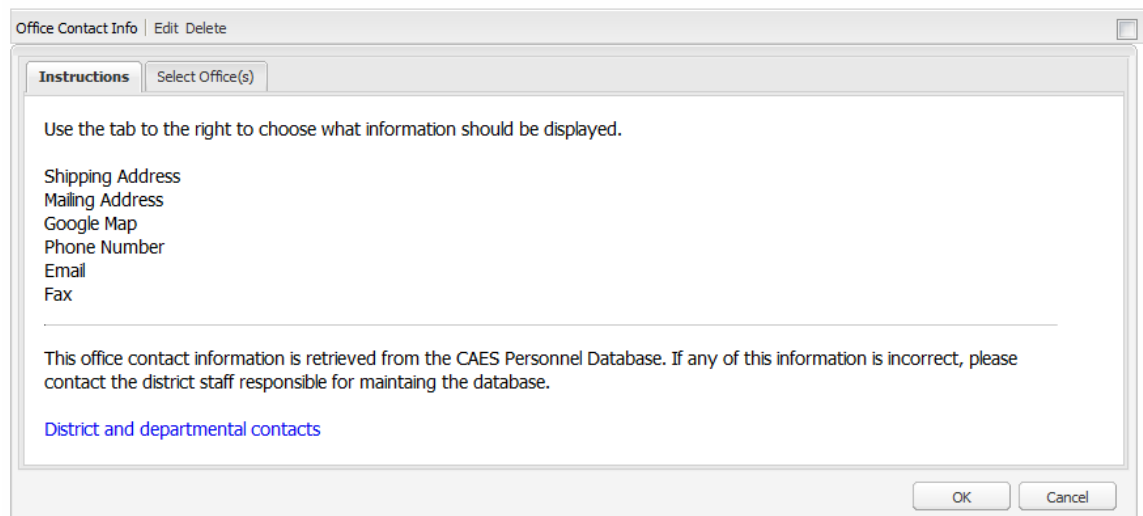 Office Contact Info | Edit Delete
Instructions Select Office(s)
Use the tab to the right to choose what information should be displayed.
Shipping Address
Mailing Address
Google Map
Phone Number
Email
Fax
This office contact information is retrieved from the CAES Personnel Database. If any of this information is incorrect, please
contact the district staff responsible for maintaing the database.
District and departmental contacts
OK Cancel